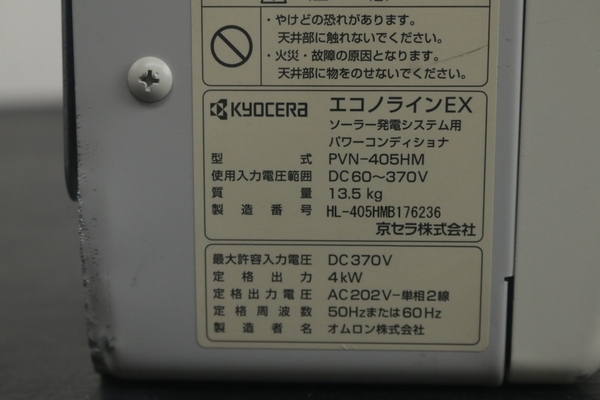 ・やけどの恐れがあります。
天井部に触れないでください。
・火災・故障の原因となります。
天井部に物をのせないでください。
KYOCERA エコノラインEX
ソーラー発電システム用
パワーコンディショナ
型式 PVN-405HM
使用入力電圧範囲 DC60～370V
質量 13.5 kg
製造番号 HL-405HMB176236
京セラ株式会社
最大許容入力電圧 DC370V
定格出力 4kW
定格出力電圧 AC202V-単相2線
定格周波数 50Hzまたは60Hz
製造者名 オムロン株式会社